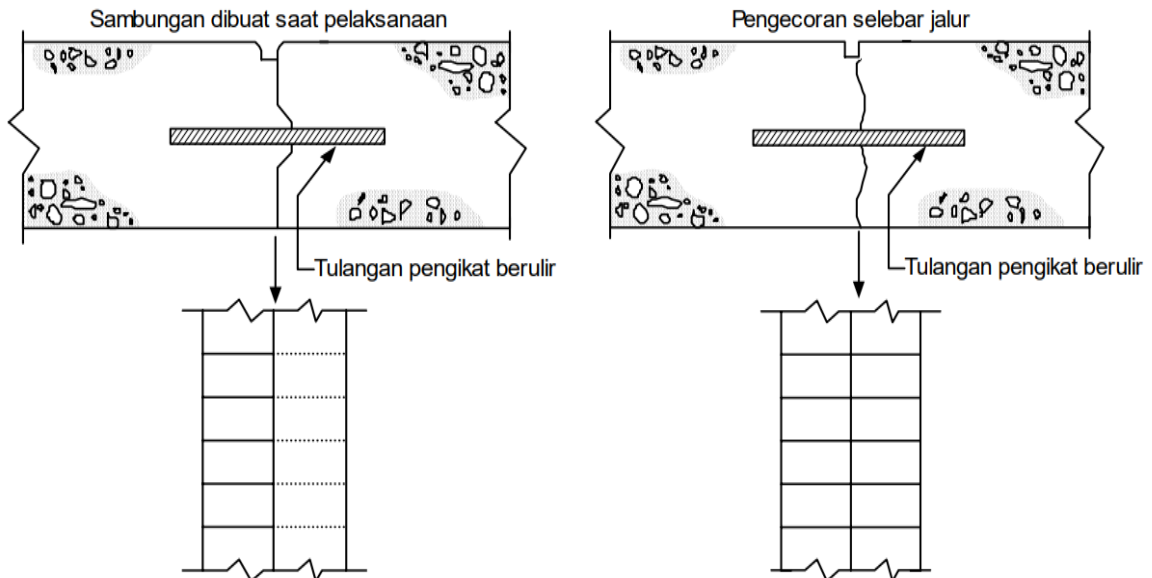 Sambungan dibuat saat pelaksanaan
Pengecoran selebar jalur
Tulangan pengikat berulir
Tulangan pengikat berulir